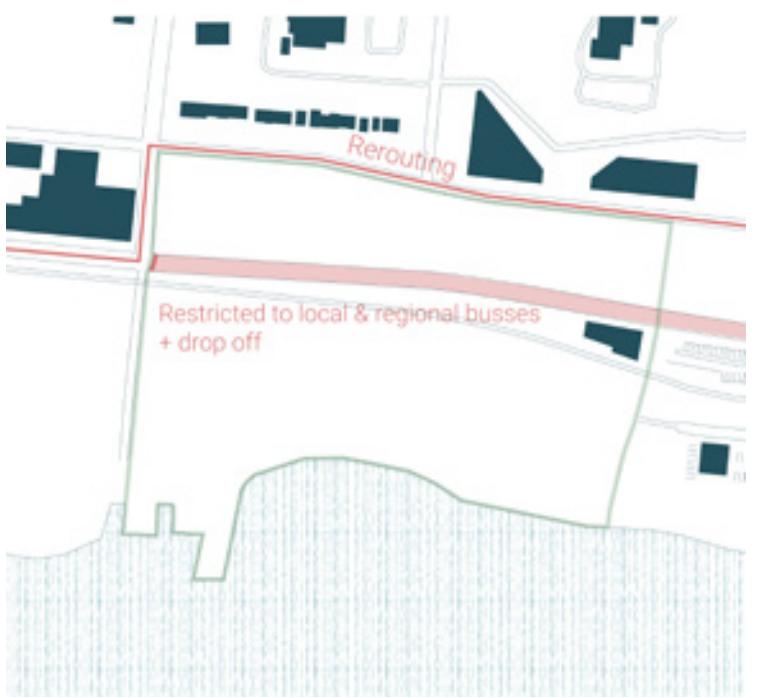 Rerouting
Restricted to local & regional busses
+ drop off